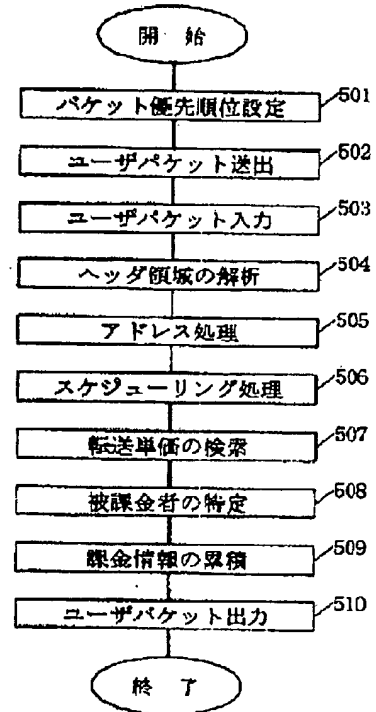 開 始
パケット優先順位設定 501
ユーザパケット送出 502
ユーザパケット入力 503
ヘッダ領域の解析 504
アドレス処理 505
スケジューリング処理 506
転送単価の検索 507
被課金者の特定 508
課金情報の累積 509
ユーザパケット出力 510
終 了